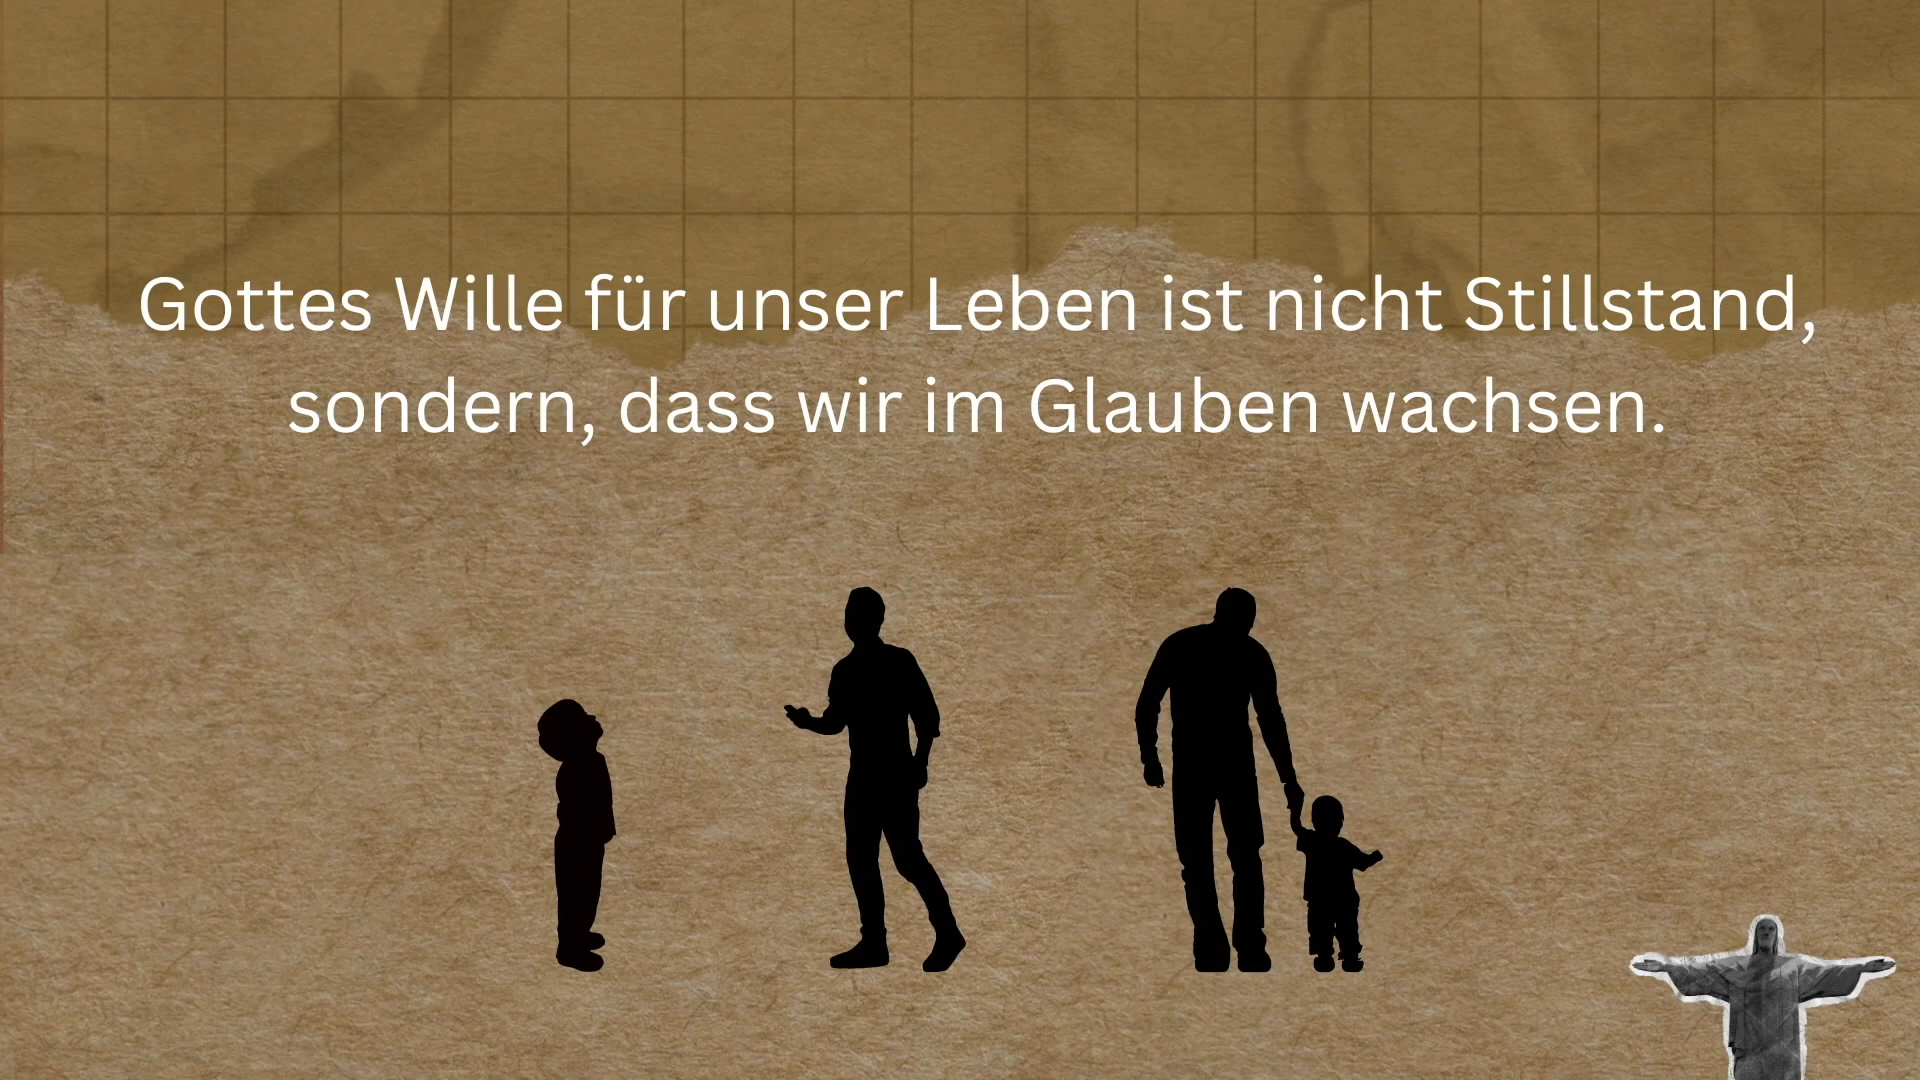 Gottes Wille für unser Leben ist nicht Stillstand,
sondern, dass wir im Glauben wachsen.